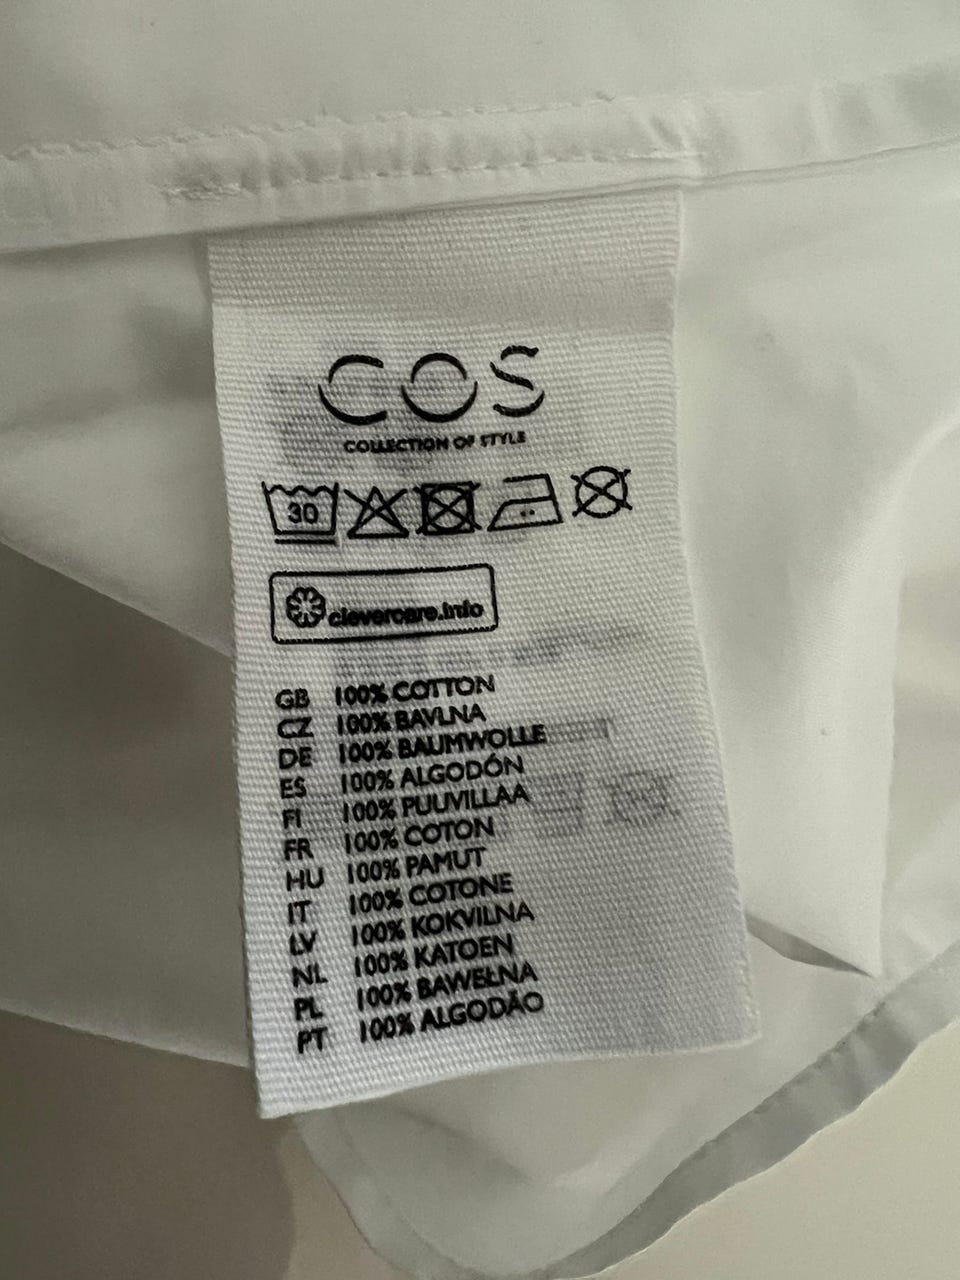 COS
COLLECTION OF STYLE
30
clevercare.info
GB 100% COTTON
CZ 100% BAVLNA
DE 100% BAUMWOLLE
ES 100% ALGODÓN
FI 100% PUUVILLAA
FR 100% COTON
HU 100% PAMUT
IT 100% COTONE
LV 100% KOKVILNA
NL 100% KATOEN
PL 100% BAWEŁNA
PT 100% ALGODÃO